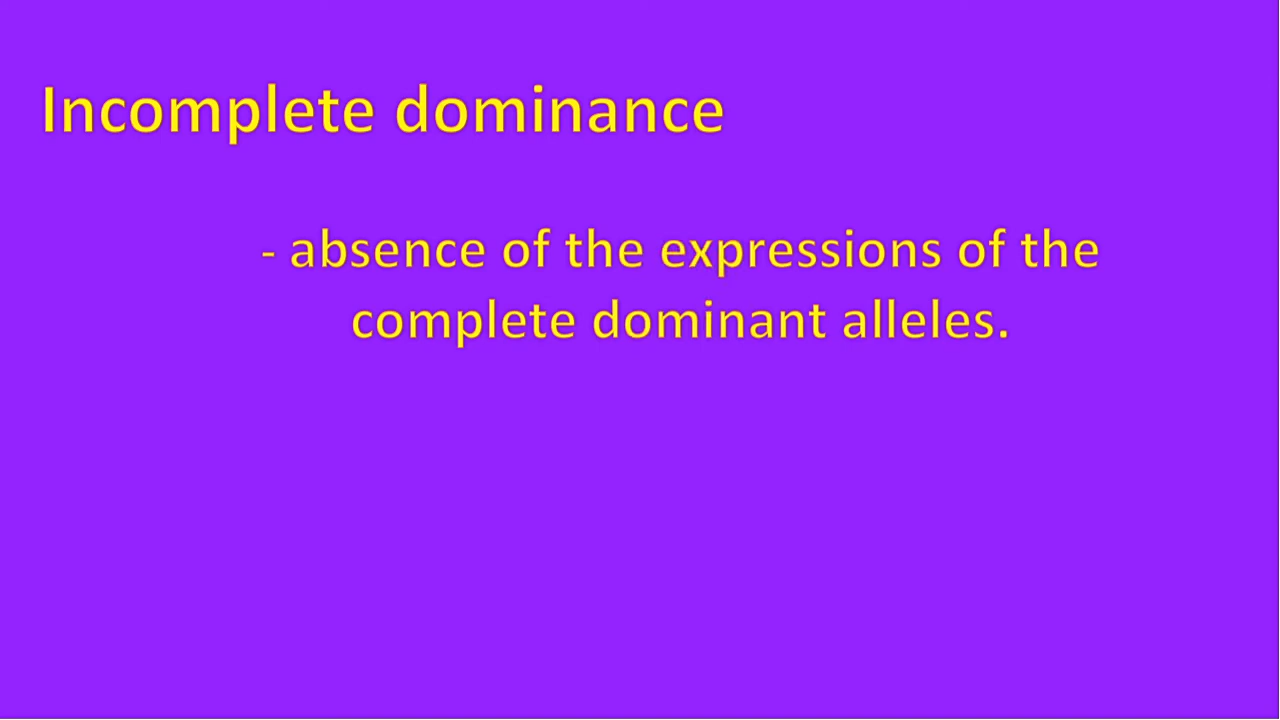 Incomplete dominance
- absence of the expressions of the
complete dominant alleles.